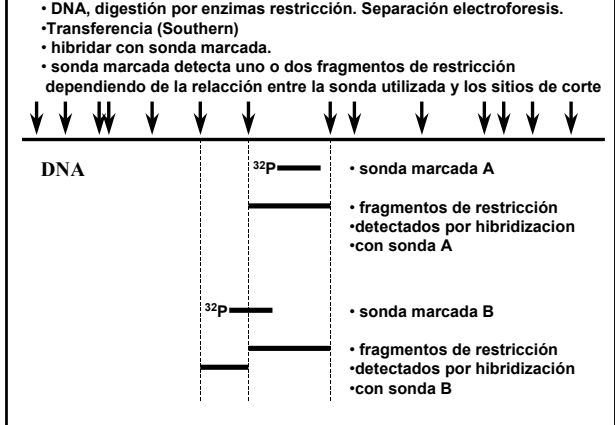 • DNA, digestión por enzimas restricción. Separación electroforesis.
•Transferencia (Southern)
• hibridar con sonda marcada.
• sonda marcada detecta uno o dos fragmentos de restricción
dependiendo de la relacción entre la sonda utilizada y los sitios de corte
DNA
³²P
• sonda marcada A
• fragmentos de restricción
•detectados por hibridizacion
•con sonda A
³²P
• sonda marcada B
• fragmentos de restricción
•detectados por hibridización
•con sonda B